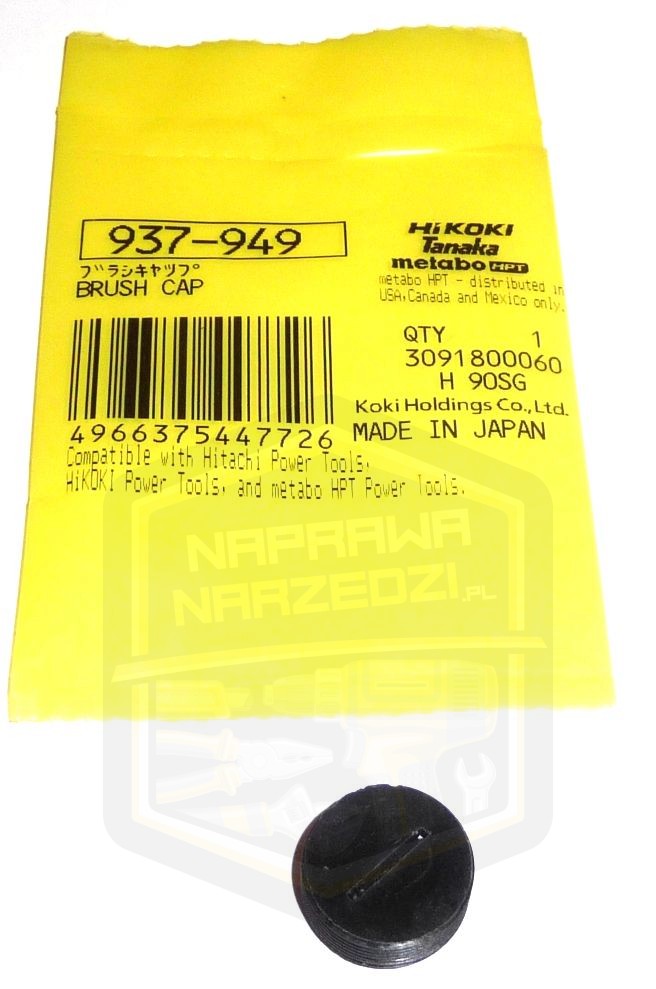 937-949
ブラシキヤツプ
BRUSH CAP
HiKOKI
Tanaka
metabo HPT
metabo HPT - distributed in
USA,Canada and Mexico only.
QTY 1
3091800060
H 90SG
Koki Holdings Co., Ltd.
MADE IN JAPAN
4966375447726
Compatible with Hitachi Power Tools,
HiKOKI Power Tools, and metabo HPT Power Tools.
NAPRAWA
NARZEDZI.PL